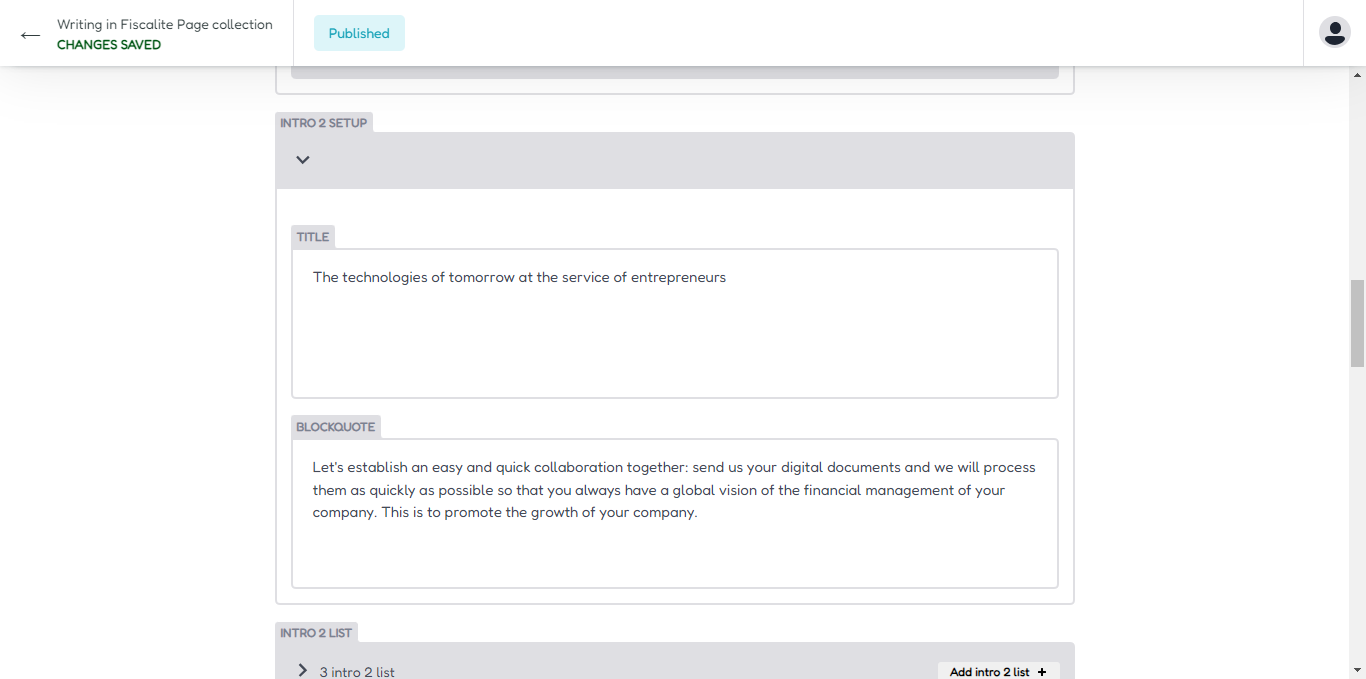 Writing in Fiscalite Page collection
CHANGES SAVED
Published
INTRO 2 SETUP
TITLE
The technologies of tomorrow at the service of entrepreneurs
BLOCKQUOTE
Let's establish an easy and quick collaboration together: send us your digital documents and we will process
them as quickly as possible so that you always have a global vision of the financial management of your
company. This is to promote the growth of your company.
INTRO 2 LIST
3 intro 2 list
Add intro 2 list +